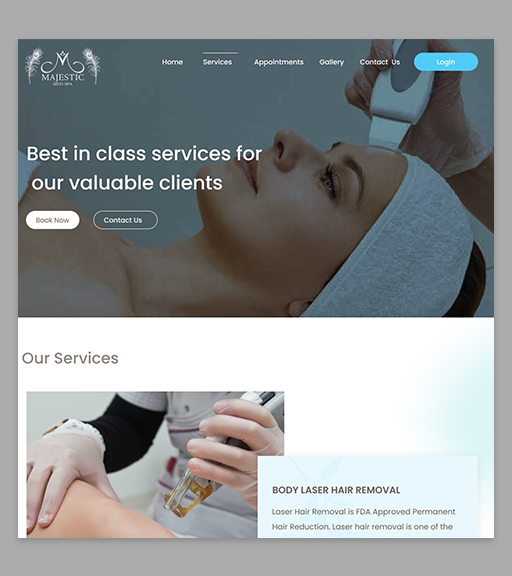 MAJESTIC
MED SPA
Home Services Appointments Gallery Contact Us Login
Best in class services for
our valuable clients
Book Now Contact Us
Our Services
BODY LASER HAIR REMOVAL
Laser Hair Removal is FDA Approved Permanent
Hair Reduction. Laser hair removal is one of the